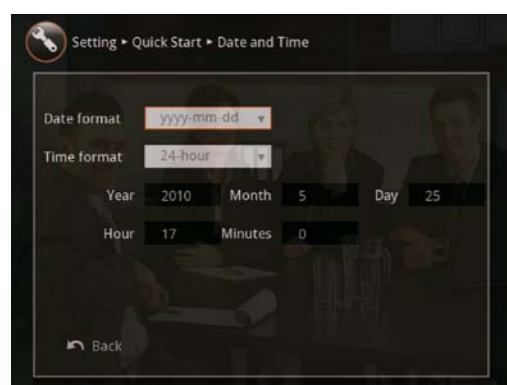 Setting ▸ Quick Start ▸ Date and Time
Date format yyyy-mm-dd
Time format 24-hour
Year 2010 Month 5 Day 25
Hour 17 Minutes 0
Back